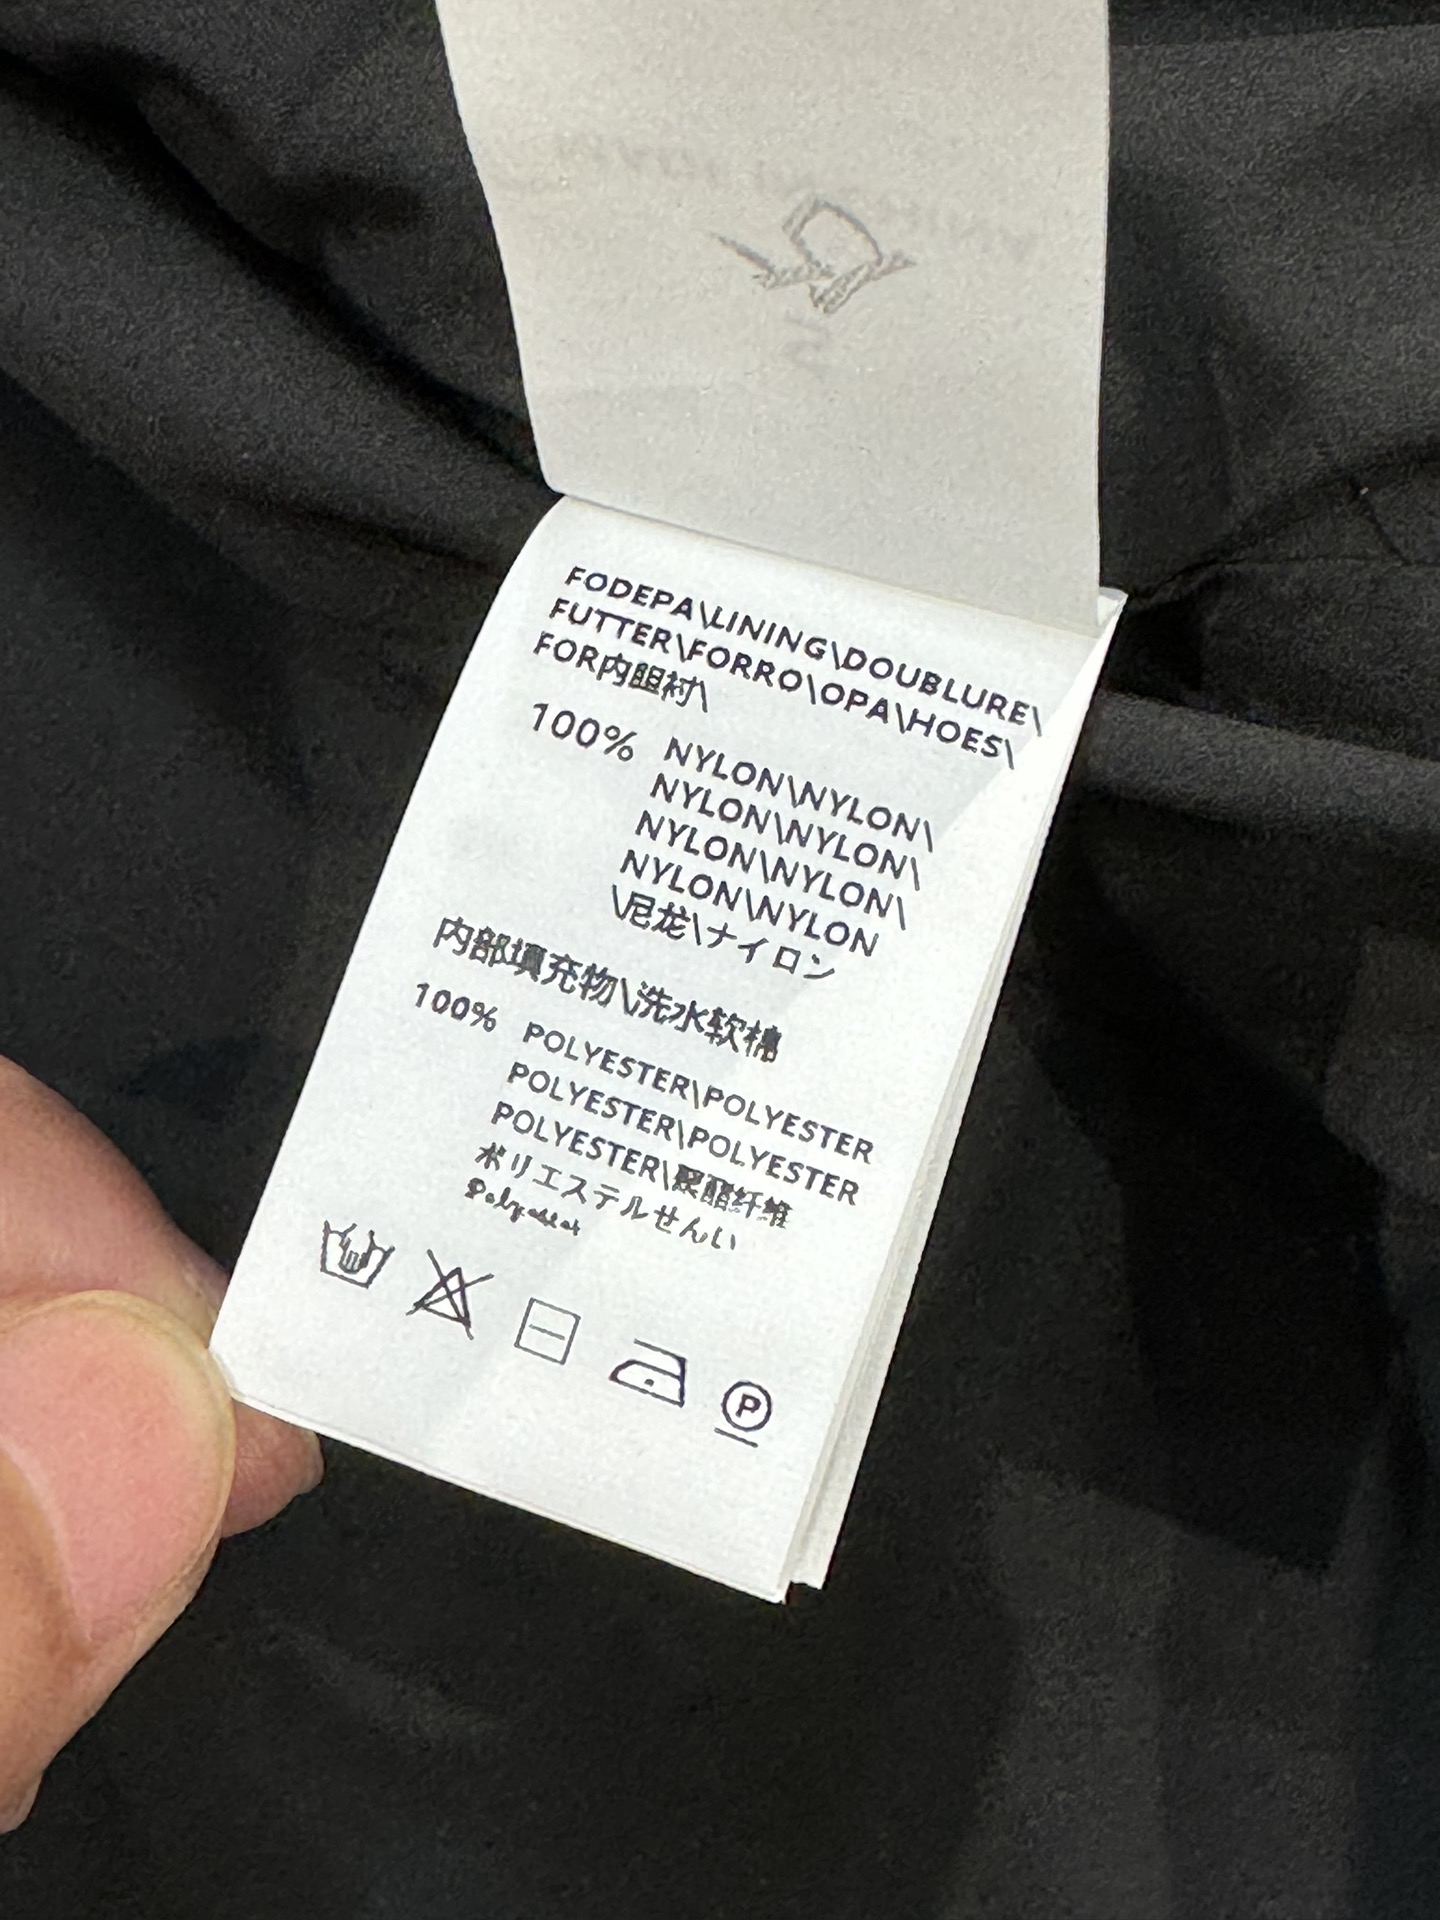 FODEPA\LINING\DOUBLURE\
FUTTER\FORRO\OPA\HOES\
FOR内胆衬\
100% NYLON\NYLON\
NYLON\NYLON\
NYLON\NYLON\
NYLON\NYLON
\尼龙\ナイロン
内部填充物\洗水软棉
100% POLYESTER\POLYESTER
POLYESTER\POLYESTER
POLYESTER\聚酯纤维
ポリエステルせんい
P